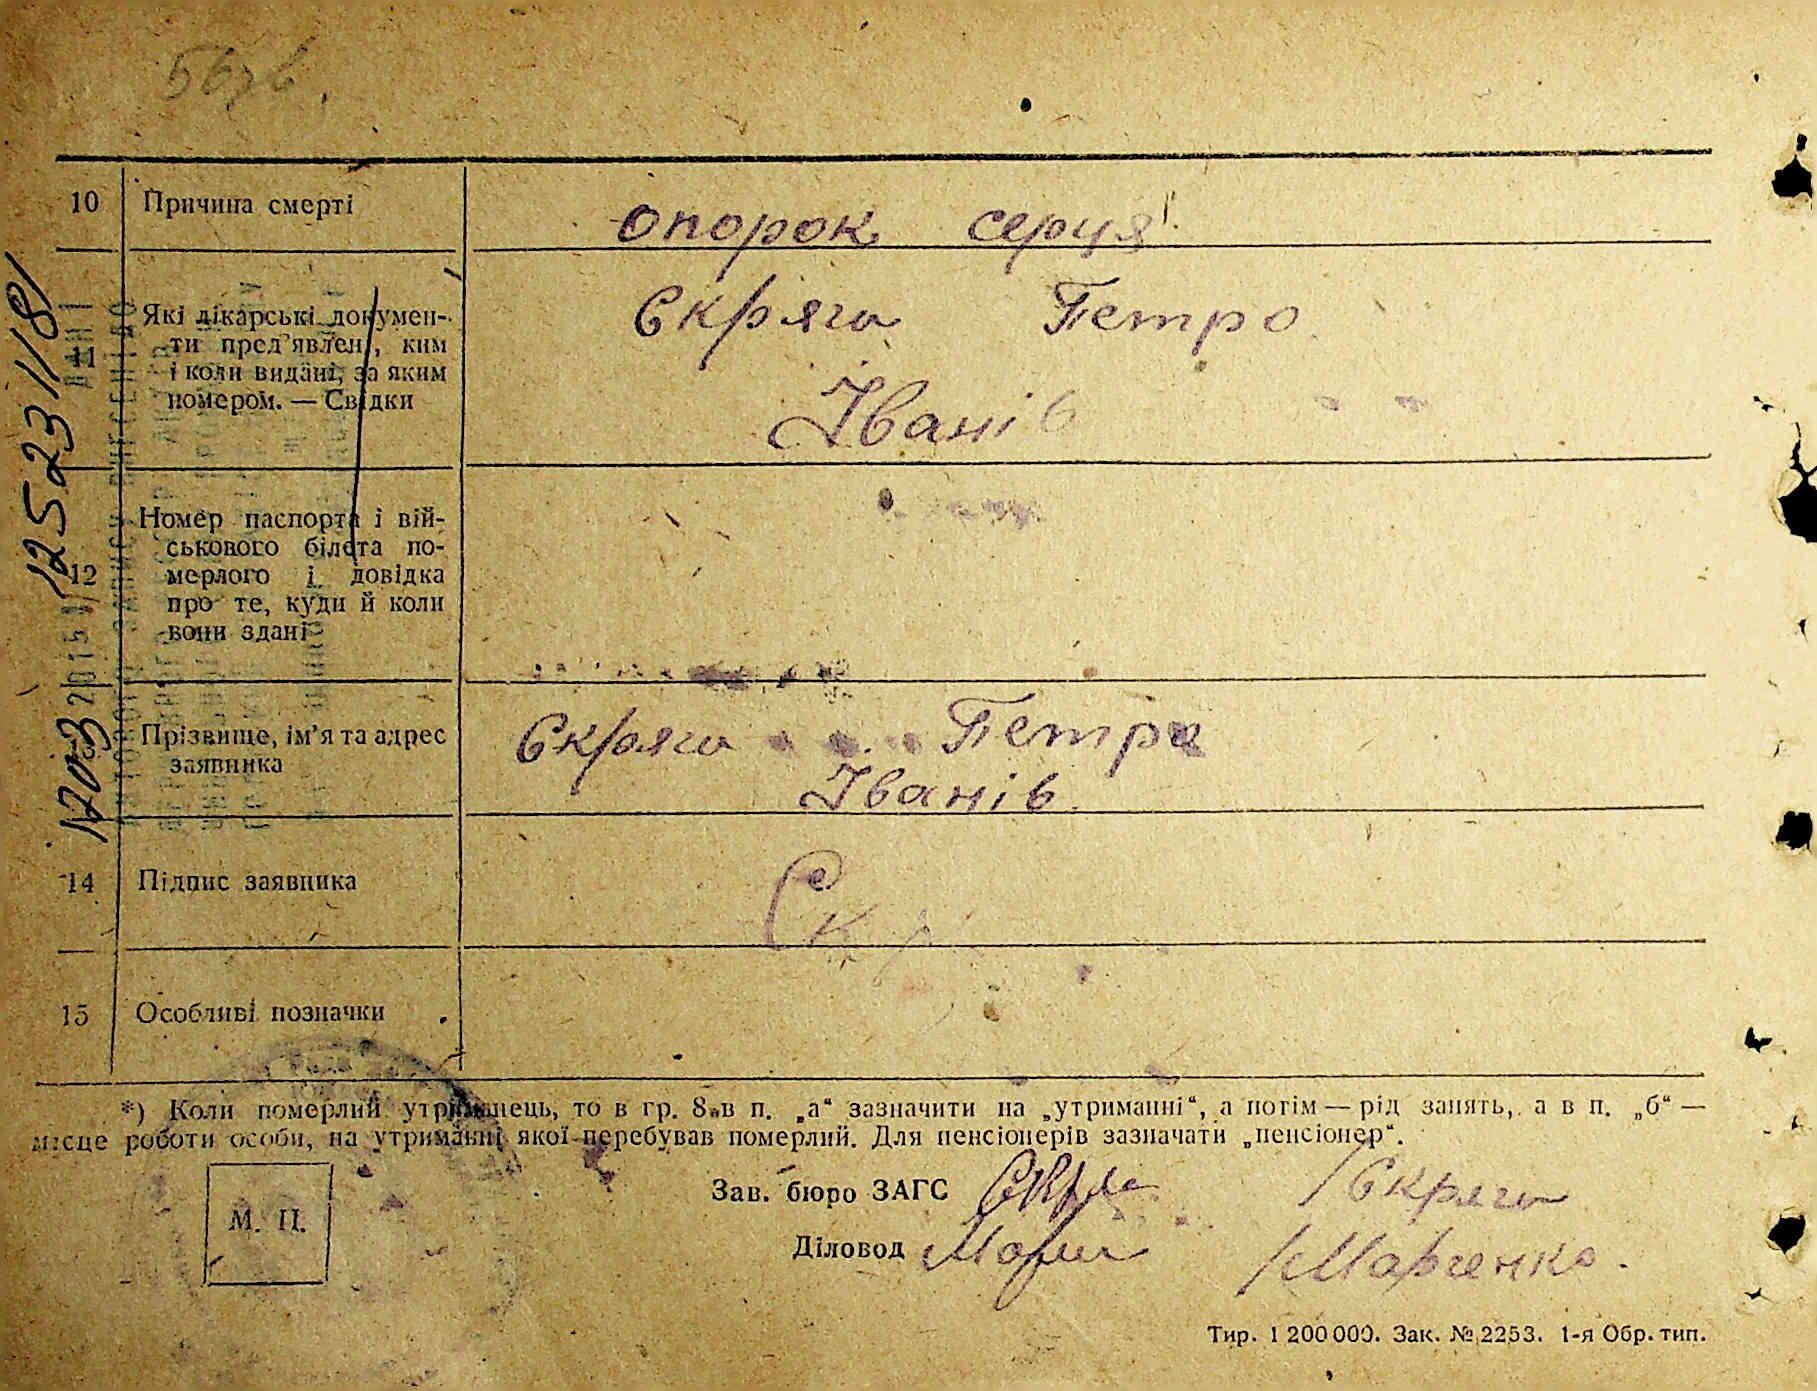 10 Причина смерті опорок серця
11 Які лікарські докумен-
ти пред'явлені, ким
і коли видані, за яким
номером. — Свідки
Скряга Петро
Іванів
12 Номер паспорта і вій-
ськового білета по-
мерлого і довідка
про те, куди й коли
вони здані
Прізвище, ім'я та адрес
заявника
Скряга Петро
Іванів
14 Підпис заявника Ск
15 Особливі позначки
*) Коли померлий утриманець, то в гр. 8 в п. „а“ зазначити на „утриманні“, а потім — рід занять, а в п. „б“ —
місце роботи особи, на утриманні якої перебував померлий. Для пенсіонерів зазначати „пенсіонер“.
М. П.
Зав. бюро ЗАГС /Скряга
Діловод /Марченко.
Тир. 1 200 000. Зак. № 2253. 1-я Обр. тип.
1252311181
1203